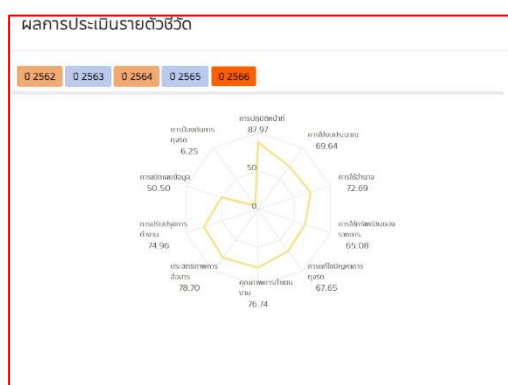 ผลการประเมินรายตัวชี้วัด
ปี 2562 ปี 2563 ปี 2564 ปี 2565 ปี 2566
การปฏิบัติหน้าที่
87.97
การป้องกันการ
ทุจริต
6.25
การใช้งบประมาณ
69.64
50
การเปิดเผยข้อมูล
50.50
การใช้อำนาจ
72.69
0
การปรับปรุงการ
ทำงาน
74.96
การใช้ทรัพย์สินของ
ราชการ
65.08
ประสิทธิภาพการ
สื่อสาร
78.70
การแก้ไขปัญหาการ
ทุจริต
67.65
คุณภาพการดำเนิน
งาน
76.74